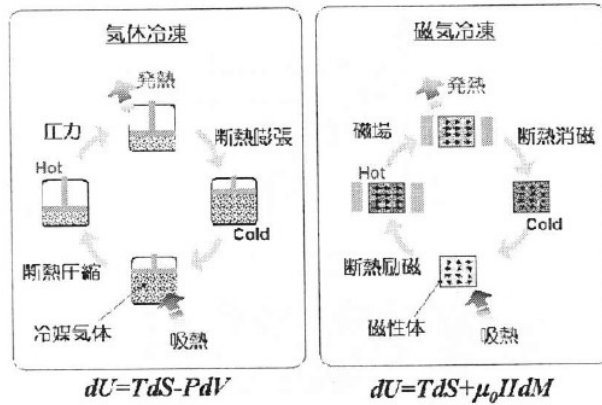 気体冷凍
発熱
圧力
断熱膨張
Hot
Cold
断熱圧縮
冷媒気体
吸熱
dU=TdS-PdV
磁気冷凍
発熱
磁場
断熱消磁
Hot
Cold
断熱励磁
磁性体
吸熱
dU=TdS+μ₀HdM